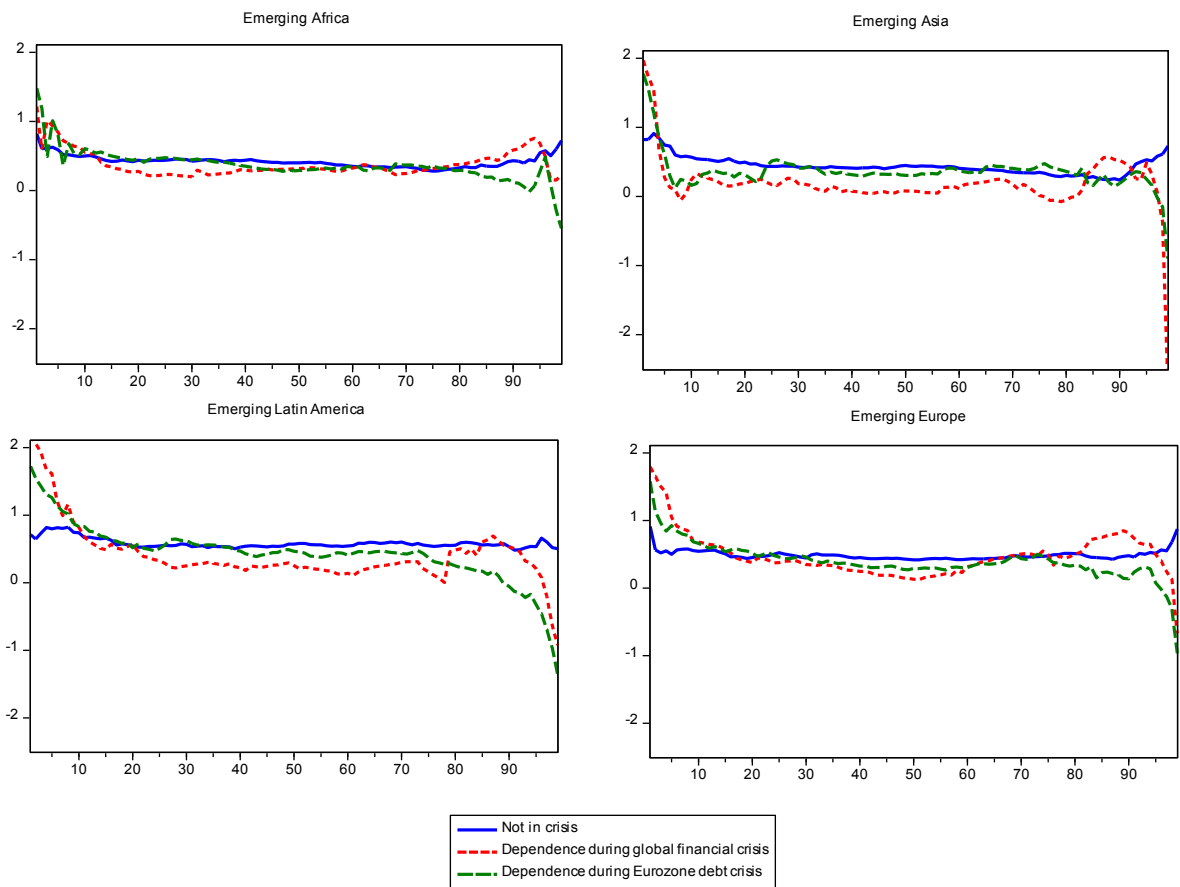 Emerging Africa
2
1
0
-1
-2
10 20 30 40 50 60 70 80 90
Emerging Asia
2
1
0
-1
-2
10 20 30 40 50 60 70 80 90
Emerging Latin America
2
1
0
-1
-2
10 20 30 40 50 60 70 80 90
Emerging Europe
2
1
0
-1
-2
10 20 30 40 50 60 70 80 90
Not in crisis
Dependence during global financial crisis
Dependence during Eurozone debt crisis